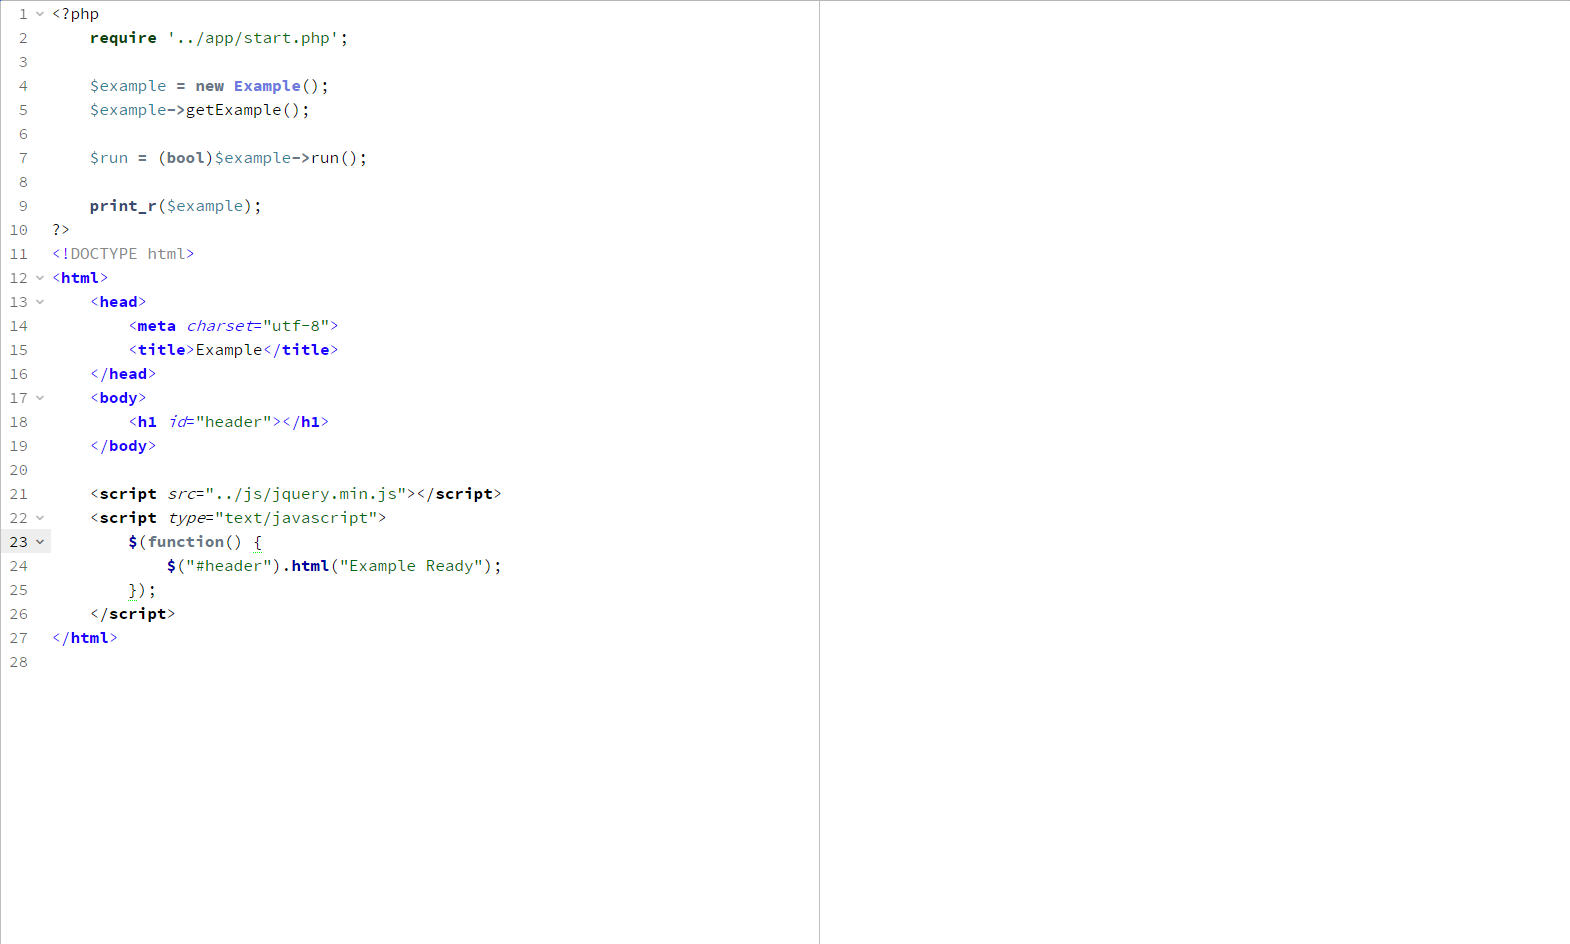 1 <?php
2     require '../app/start.php';
3
4     $example = new Example();
5     $example->getExample();
6
7     $run = (bool)$example->run();
8
9     print_r($example);
10 ?>
11 <!DOCTYPE html>
12 <html>
13     <head>
14         <meta charset="utf-8">
15         <title>Example</title>
16     </head>
17     <body>
18         <h1 id="header"></h1>
19     </body>
20
21     <script src="../js/jquery.min.js"></script>
22     <script type="text/javascript">
23         $(function() {
24             $("#header").html("Example Ready");
25         });
26     </script>
27 </html>
28